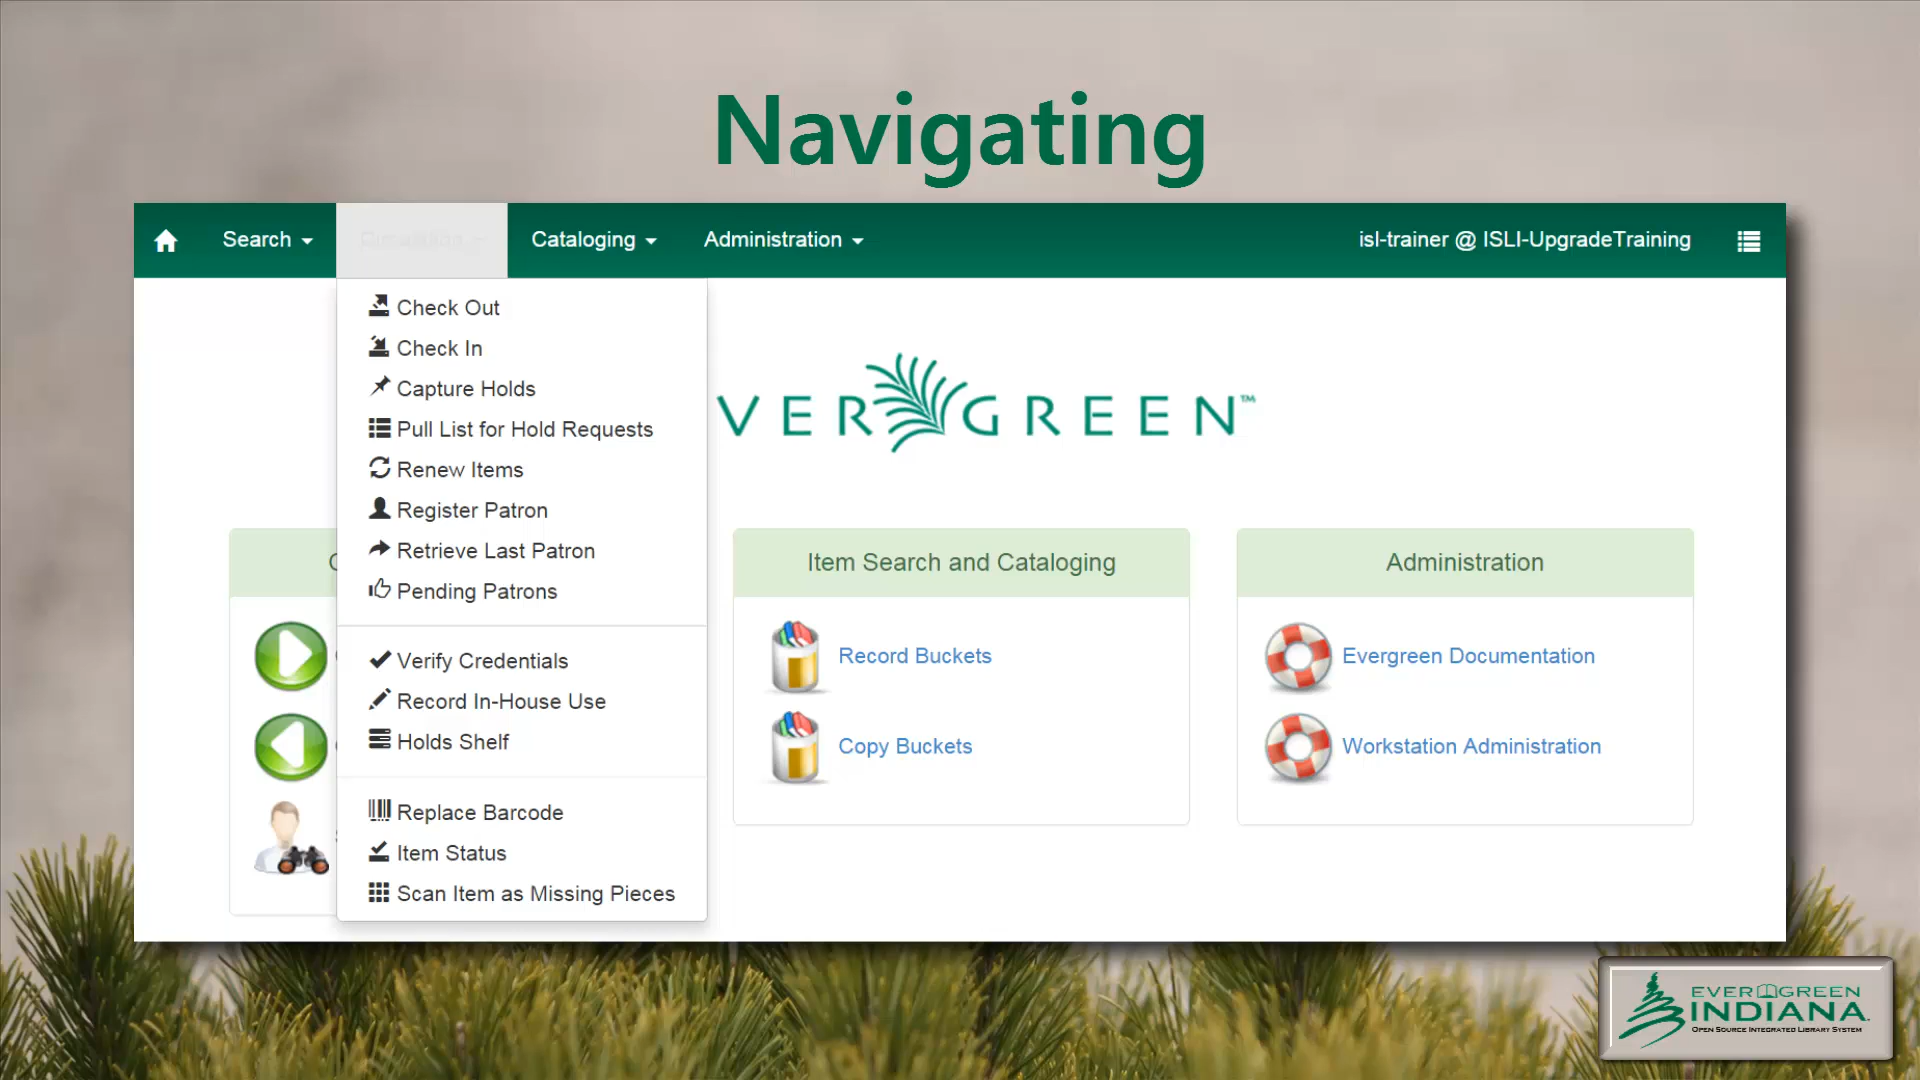 Navigating
Search
Cataloging
Administration
isl-trainer @ ISLI-UpgradeTraining
Check Out
Check In
Capture Holds
Pull List for Hold Requests
Renew Items
Register Patron
Retrieve Last Patron
Pending Patrons
Verify Credentials
Record In-House Use
Holds Shelf
Replace Barcode
Item Status
Scan Item as Missing Pieces
VERGREEN™
Item Search and Cataloging
Record Buckets
Copy Buckets
Administration
Evergreen Documentation
Workstation Administration
EVERGREEN
INDIANA
OPEN SOURCE INTEGRATED LIBRARY SYSTEM